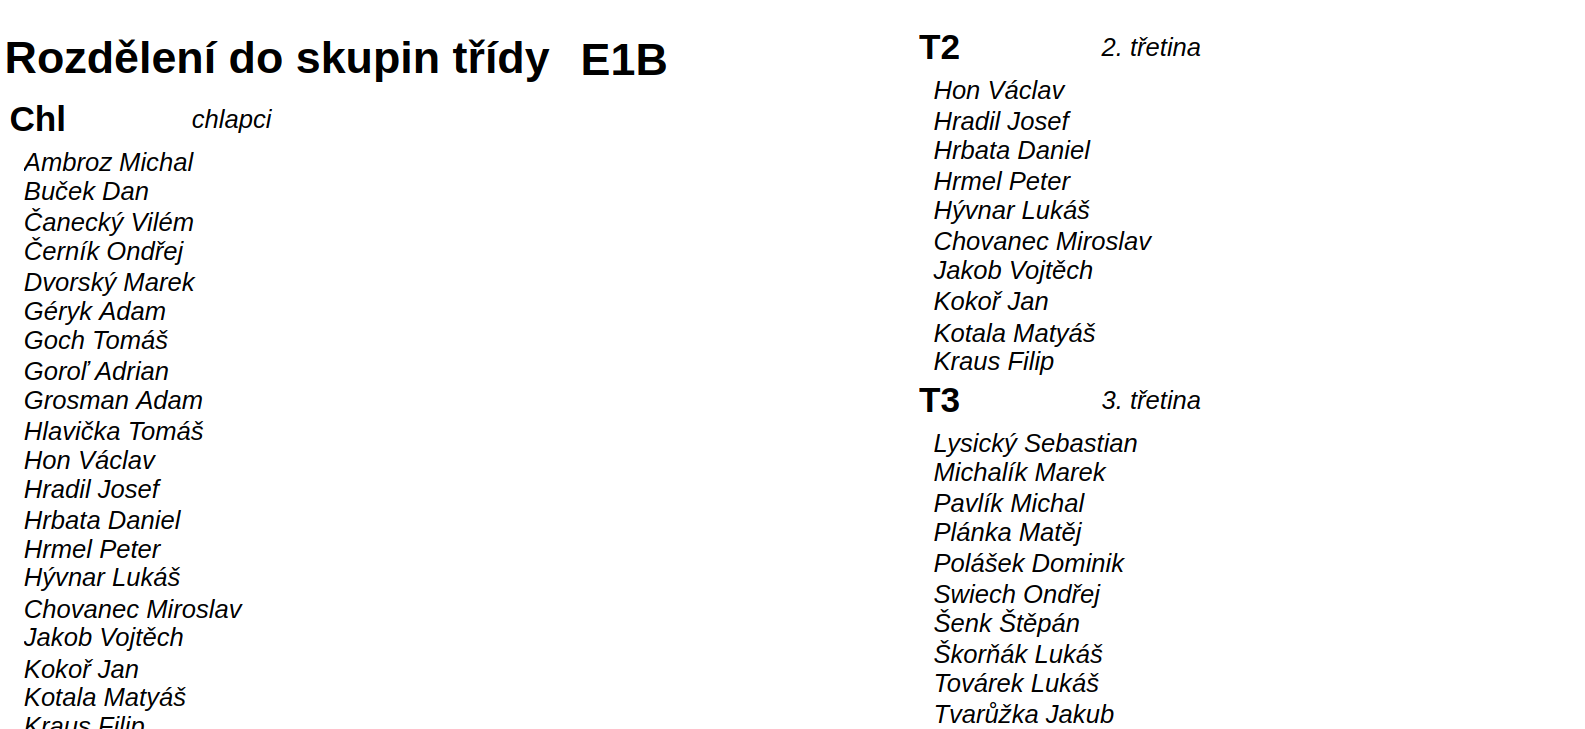 Rozdělení do skupin třídy E1B
Chl chlapci
Ambroz Michal
Buček Dan
Čanecký Vilém
Černík Ondřej
Dvorský Marek
Géryk Adam
Goch Tomáš
Goroľ Adrian
Grosman Adam
Hlavička Tomáš
Hon Václav
Hradil Josef
Hrbata Daniel
Hrmel Peter
Hývnar Lukáš
Chovanec Miroslav
Jakob Vojtěch
Kokoř Jan
Kotala Matyáš
Kraus Filip
T2 2. třetina
Hon Václav
Hradil Josef
Hrbata Daniel
Hrmel Peter
Hývnar Lukáš
Chovanec Miroslav
Jakob Vojtěch
Kokoř Jan
Kotala Matyáš
Kraus Filip
T3 3. třetina
Lysický Sebastian
Michalík Marek
Pavlík Michal
Plánka Matěj
Polášek Dominik
Swiech Ondřej
Šenk Štěpán
Škorňák Lukáš
Továrek Lukáš
Tvarůžka Jakub